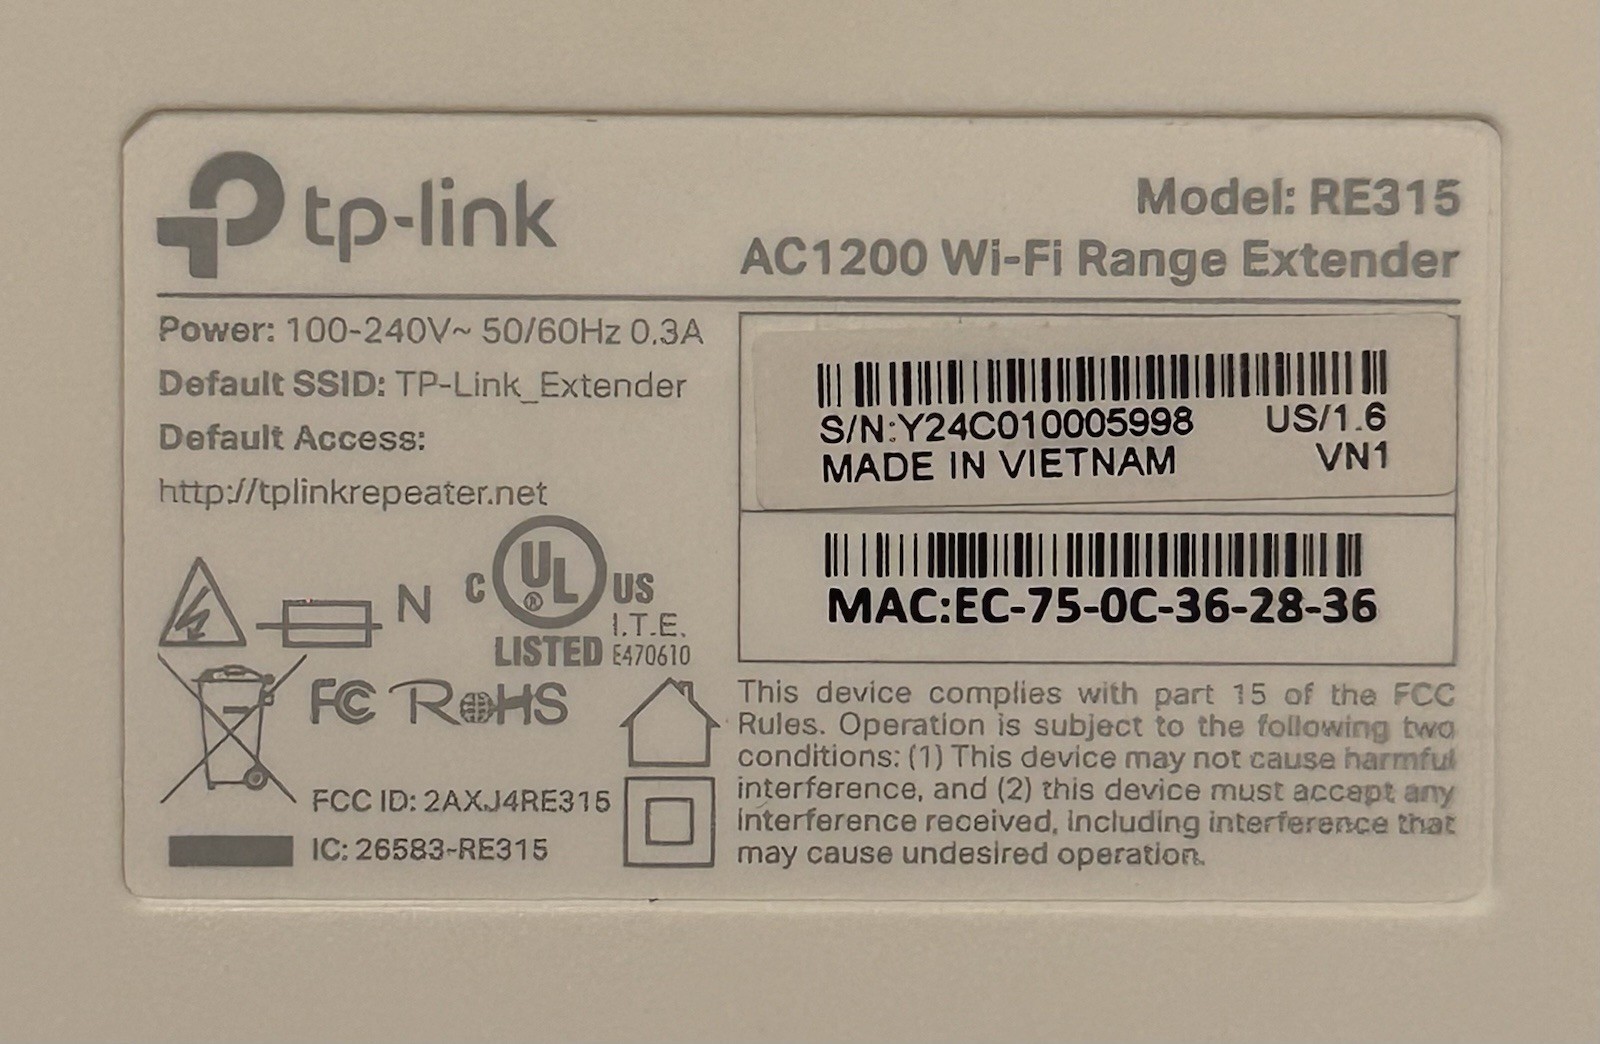 tp-link
Model: RE315
AC1200 Wi-Fi Range Extender
Power: 100-240V~ 50/60Hz 0.3A
Default SSID: TP-Link_Extender
Default Access:
http://tplinkrepeater.net
S/N:Y24C010005998 US/1.6
MADE IN VIETNAM VN1
MAC:EC-75-0C-36-28-36
N
C UL ® US
LISTED
I.T.E.
E470610
FC RoHS
FCC ID: 2AXJ4RE315
IC: 26583-RE315
This device complies with part 15 of the FCC
Rules. Operation is subject to the following two
conditions: (1) This device may not cause harmful
interference, and (2) this device must accept any
interference received, including interference that
may cause undesired operation.